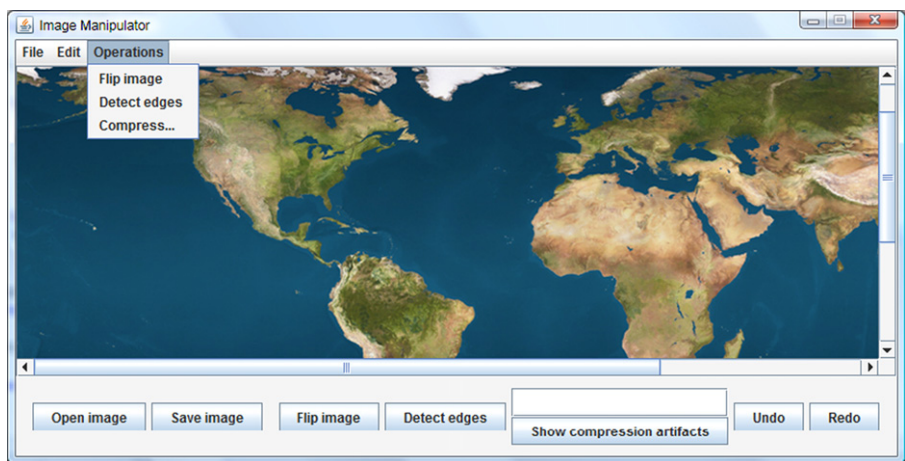 Image Manipulator
File Edit Operations
Flip image
Detect edges
Compress...
Open image Save image Flip image Detect edges Undo Redo
Show compression artifacts